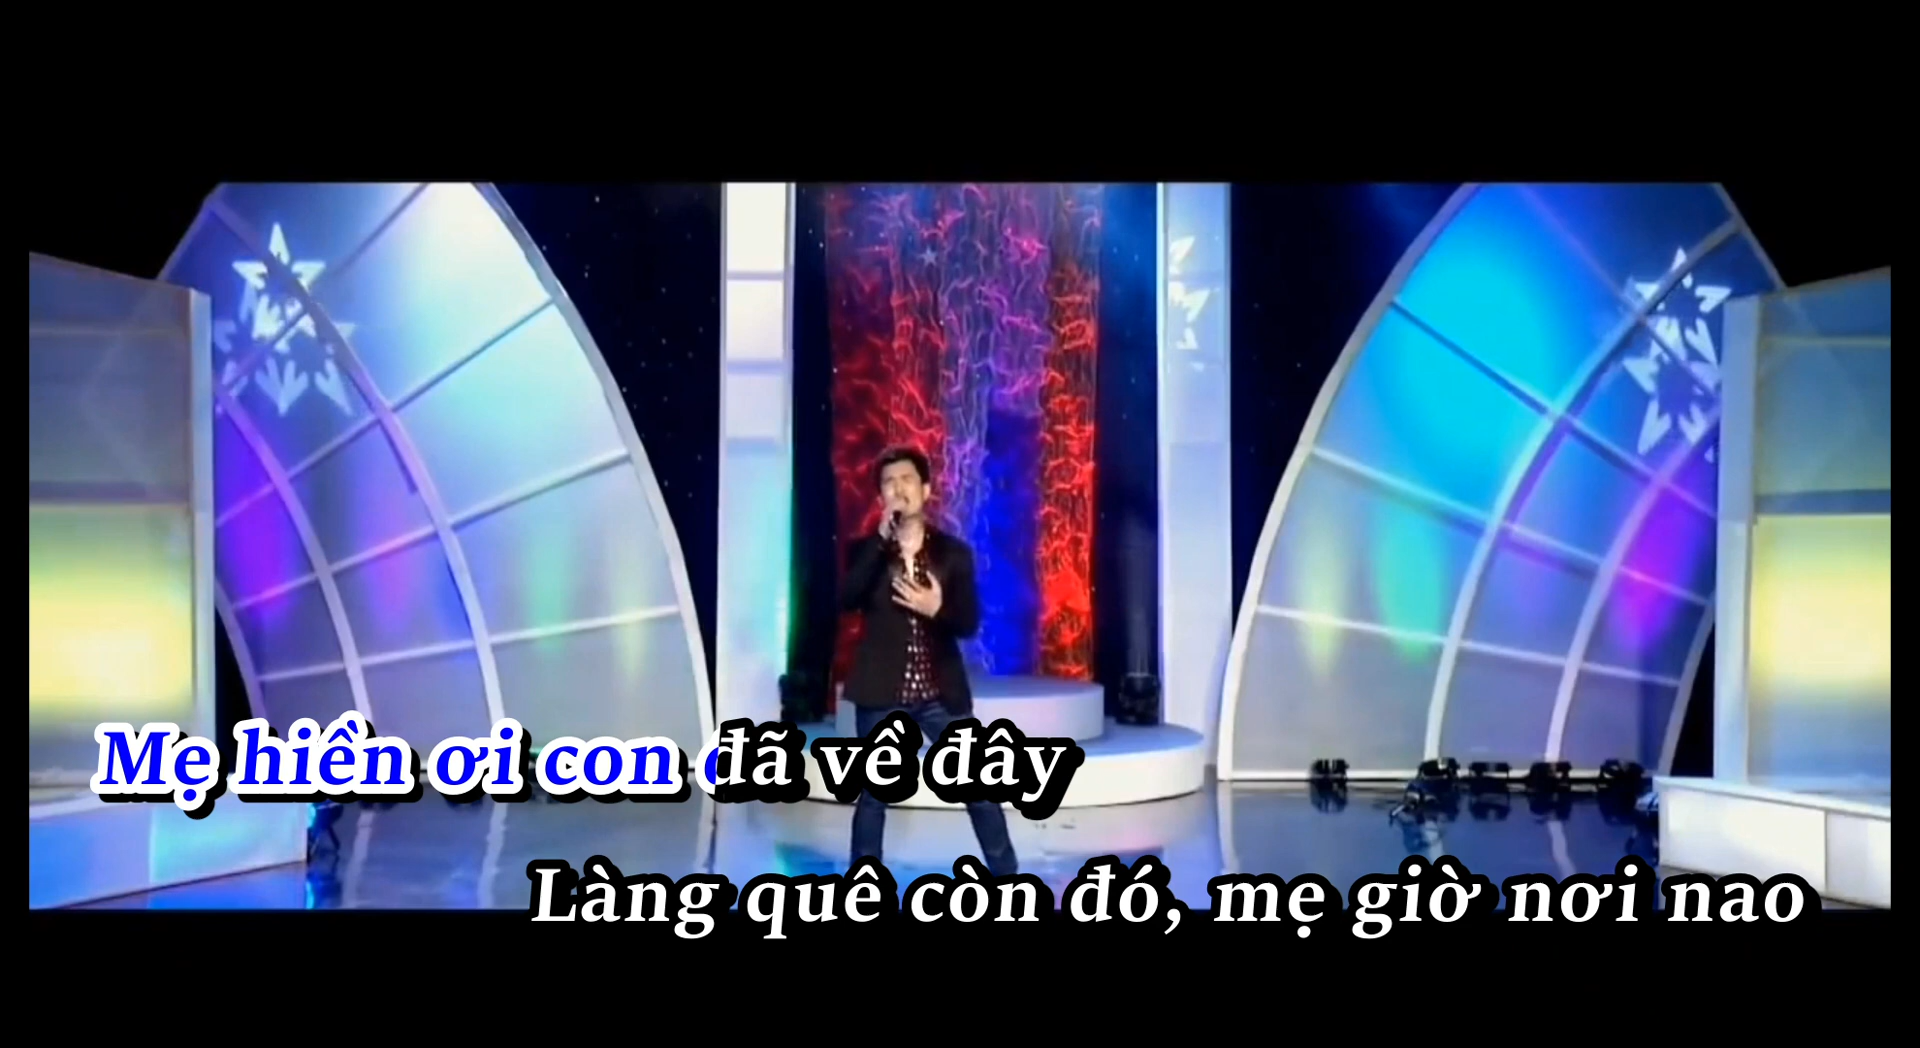 Mẹ hiền ơi con đã về đây
Làng quê còn đó, mẹ giờ nơi nao